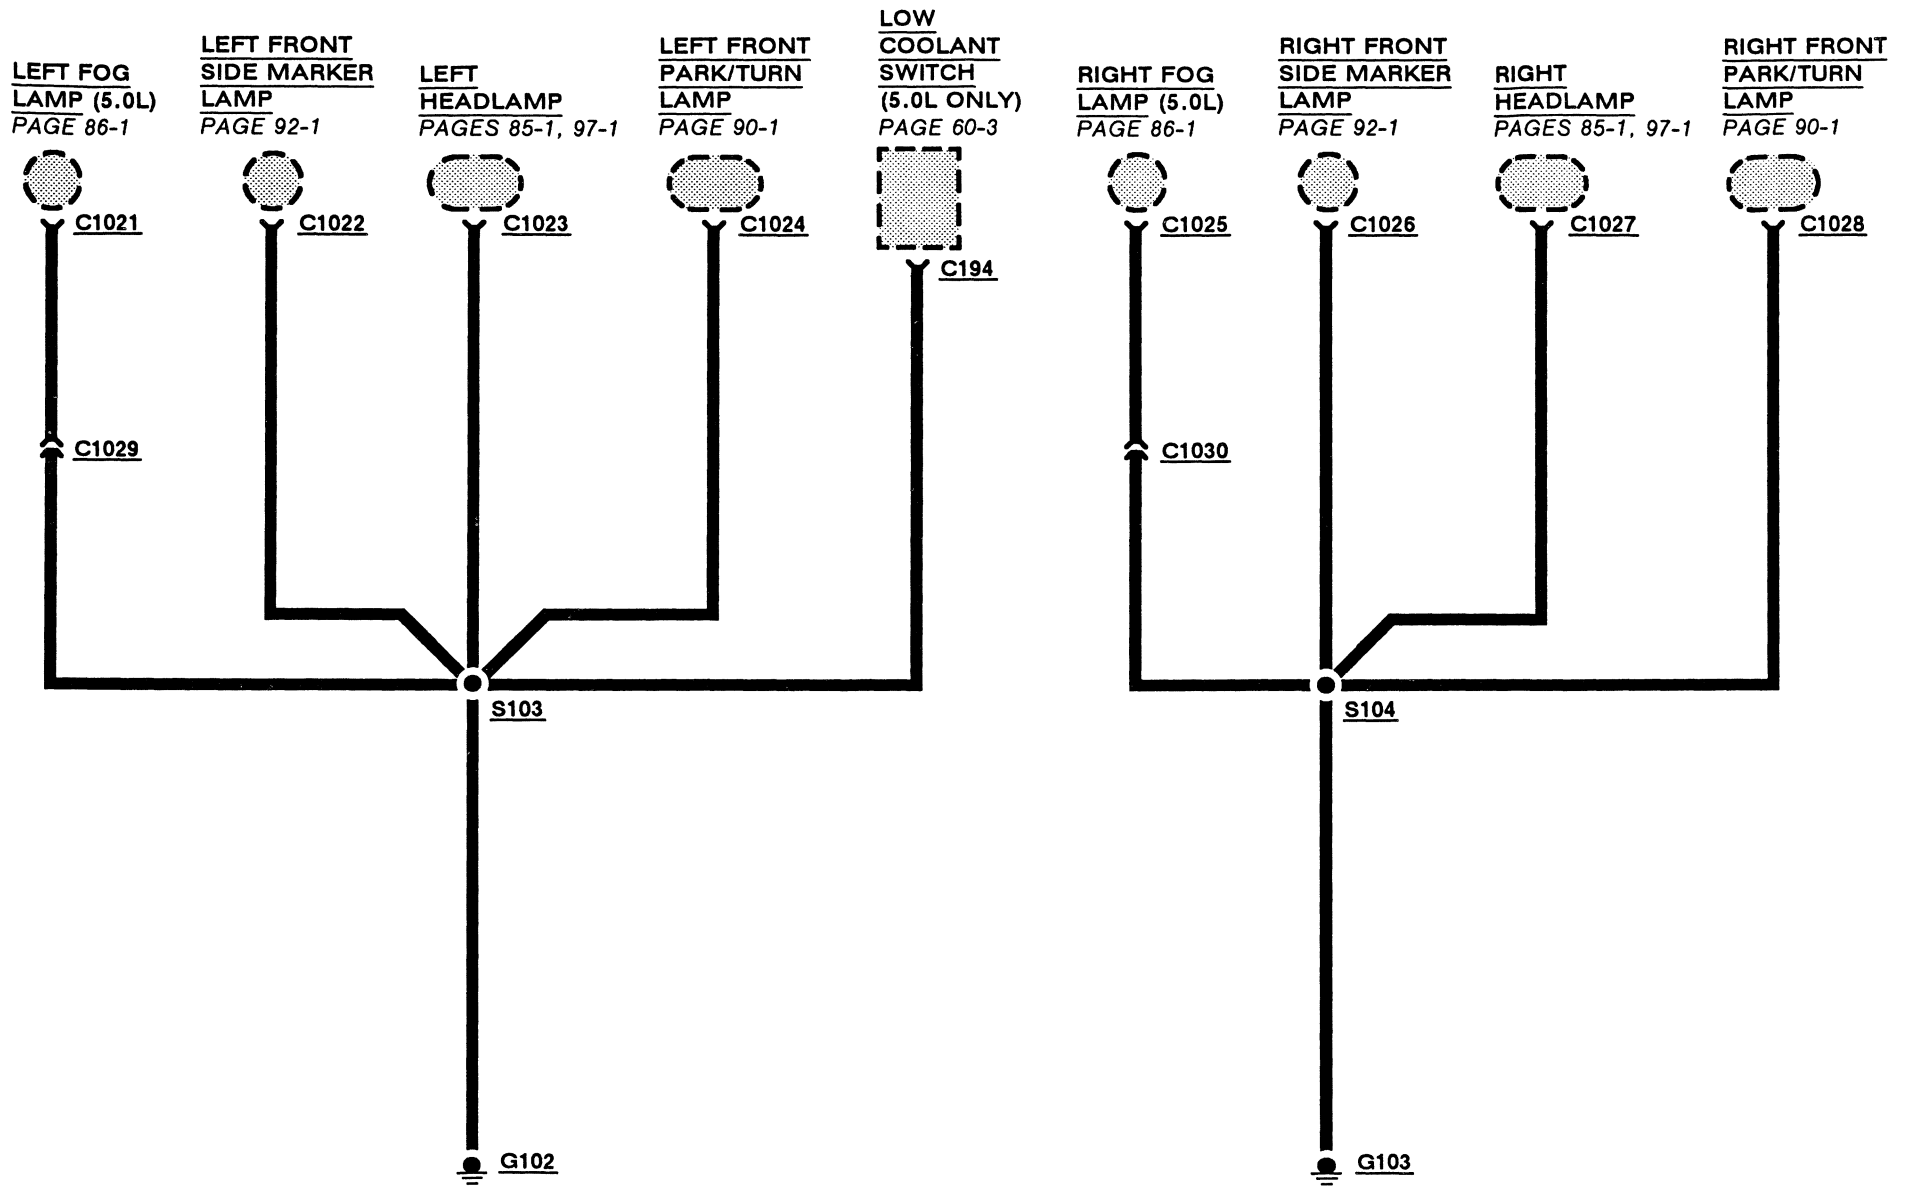 LEFT FOG
LAMP (5.0L)
PAGE 86-1
LEFT FRONT
SIDE MARKER
LAMP
PAGE 92-1
LEFT
HEADLAMP
PAGES 85-1, 97-1
LEFT FRONT
PARK/TURN
LAMP
PAGE 90-1
LOW
COOLANT
SWITCH
(5.0L ONLY)
PAGE 60-3
RIGHT FOG
LAMP (5.0L)
PAGE 86-1
RIGHT FRONT
SIDE MARKER
LAMP
PAGE 92-1
RIGHT
HEADLAMP
PAGES 85-1, 97-1
RIGHT FRONT
PARK/TURN
LAMP
PAGE 90-1
C1021
C1022
C1023
C1024
C194
C1025
C1026
C1027
C1028
C1029
C1030
S103
S104
G102
G103